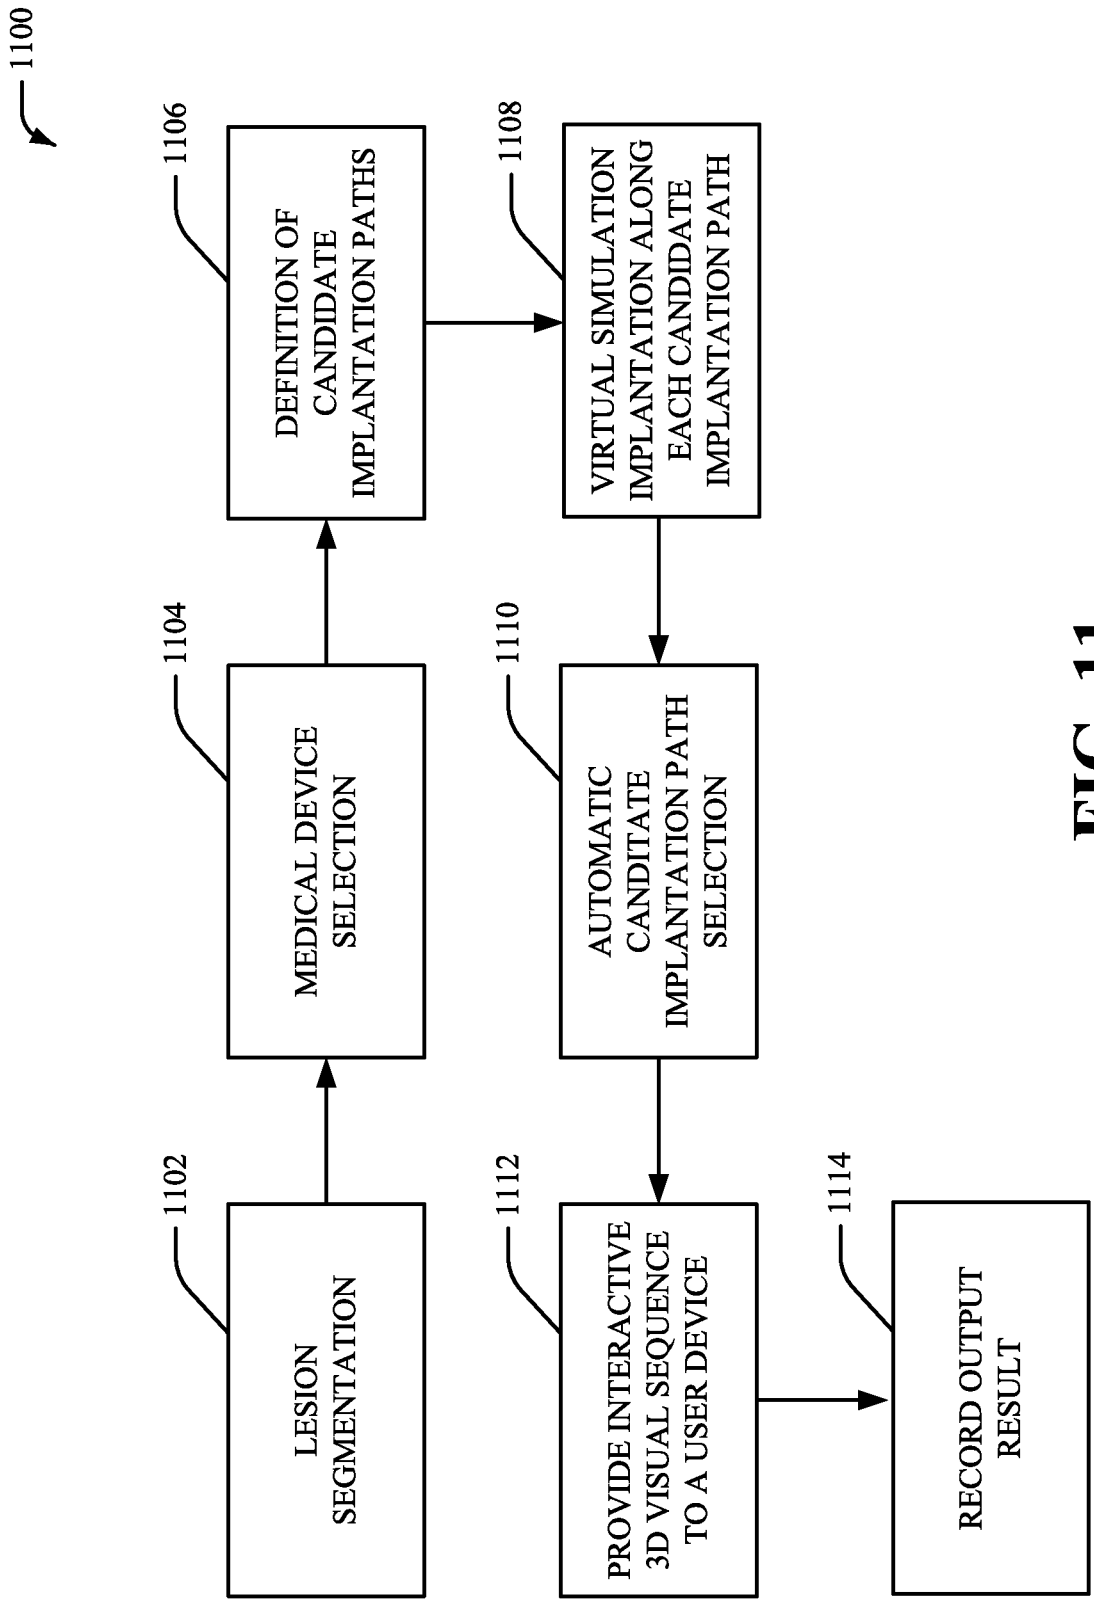 1100
1102
LESION
SEGMENTATION
1104
MEDICAL DEVICE
SELECTION
1106
DEFINITION OF
CANDIDATE
IMPLANTATION PATHS
1108
VIRTUAL SIMULATION
IMPLANTATION ALONG
EACH CANDIDATE
IMPLANTATION PATH
1110
AUTOMATIC
CANDITATE
IMPLANTATION PATH
SELECTION
1112
PROVIDE INTERACTIVE
3D VISUAL SEQUENCE
TO A USER DEVICE
1114
RECORD OUTPUT
RESULT
FIG. 11